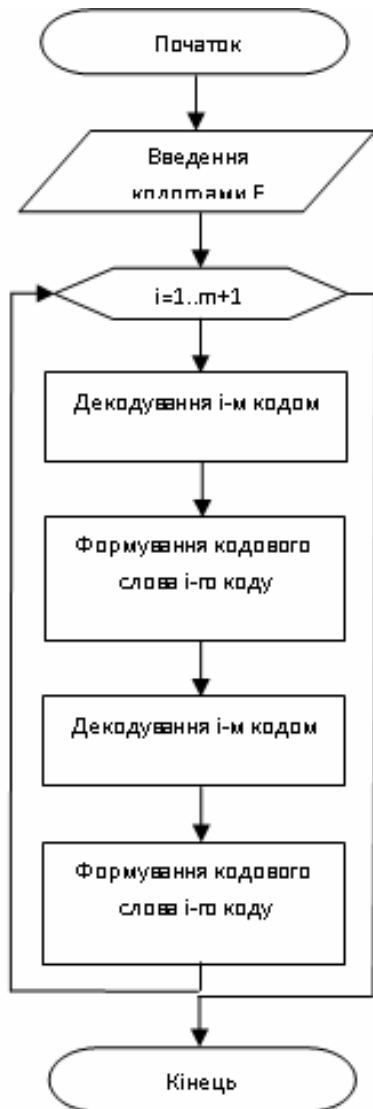 Початок
Введення
i=1..m+1
Декодування i-м кодом
Формування кодового
слова i-го коду
Декодування i-м кодом
Формування кодового
слова i-го коду
Кінець